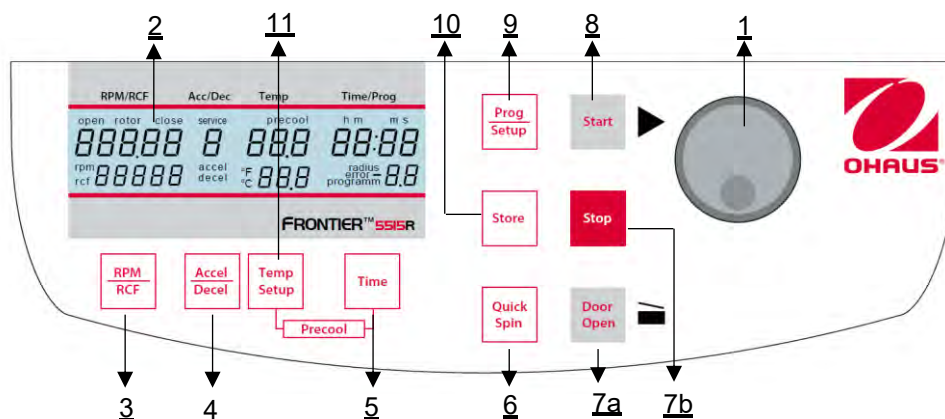 2 11 10 9 8 1
RPM/RCF Acc/Dec Temp Time/Prog
open rotor close service precool h m m s
888.88 8 88.8 88:88
rpm
rcf 88888 accel
decel °F
°C 88.8 radius
error
programm -8.8
FRONTIER™ 5515R
Prog
Setup
Start
OHAUS®
Store
Stop
RPM
RCF
Accel
Decel
Temp
Setup
Time
Precool
Quick
Spin
Door
Open
3 4 5 6 7a 7b